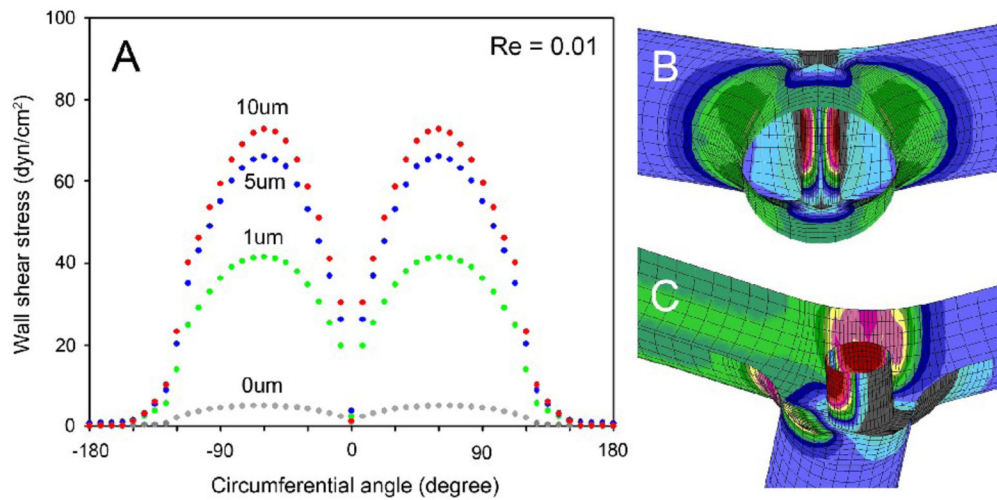 A
Re = 0.01
Wall shear stress (dyn/cm²)
100
80
60
40
20
0
10um
5um
1um
0um
-180
-90
0
90
180
Circumferential angle (degree)
B
C